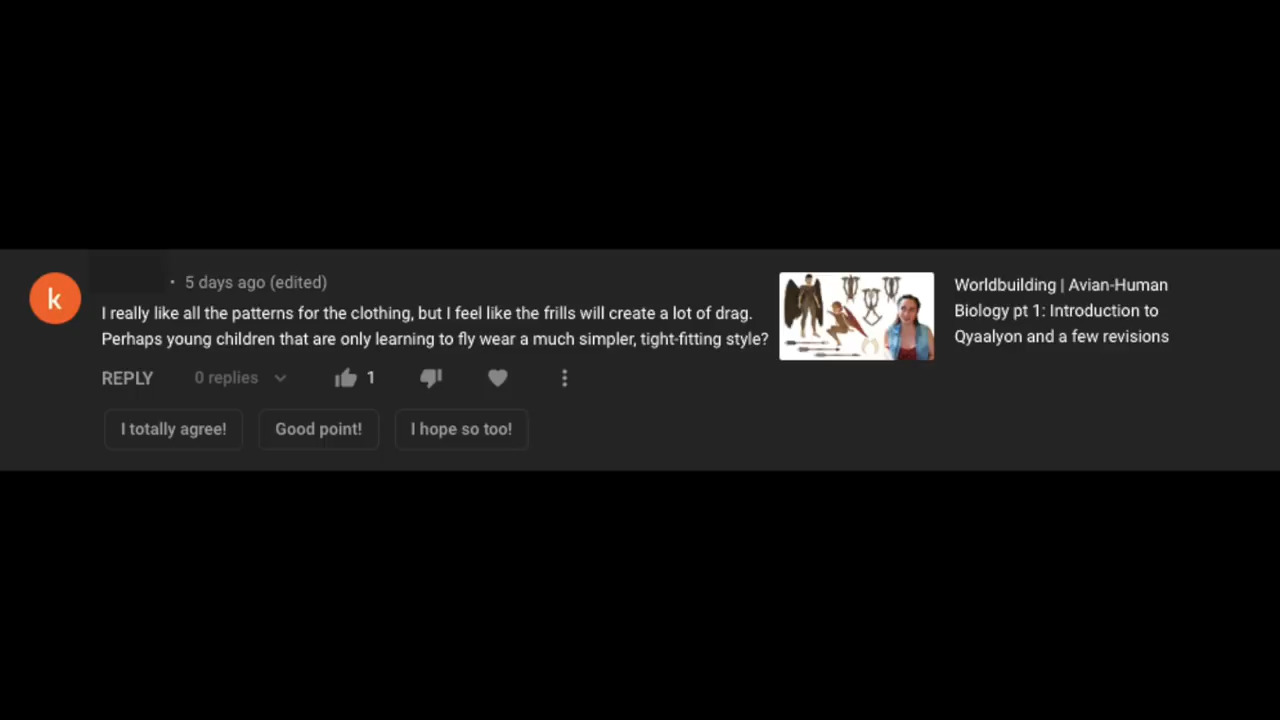 k
· 5 days ago (edited)
I really like all the patterns for the clothing, but I feel like the frills will create a lot of drag.
Perhaps young children that are only learning to fly wear a much simpler, tight-fitting style?
REPLY 0 replies 1
I totally agree! Good point! I hope so too!
Worldbuilding | Avian-Human
Biology pt 1: Introduction to
Qyaalyon and a few revisions